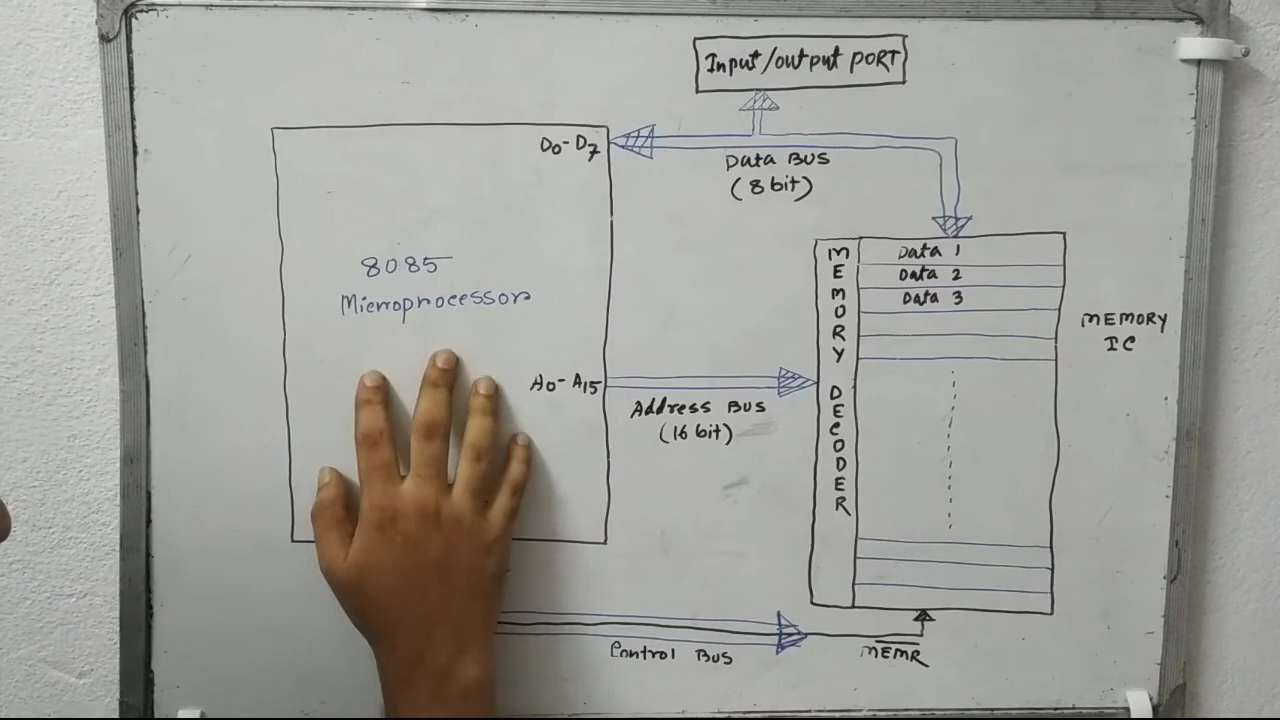 Input/output PORT
D0-D7
Data BUS
(8 bit)
8085
Microprocessor
A0-A15
Address BUS
(16 bit)
MEMORY DECODER
Data 1
Data 2
Data 3
MEMORY
IC
Control BUS
M̅E̅M̅R̅